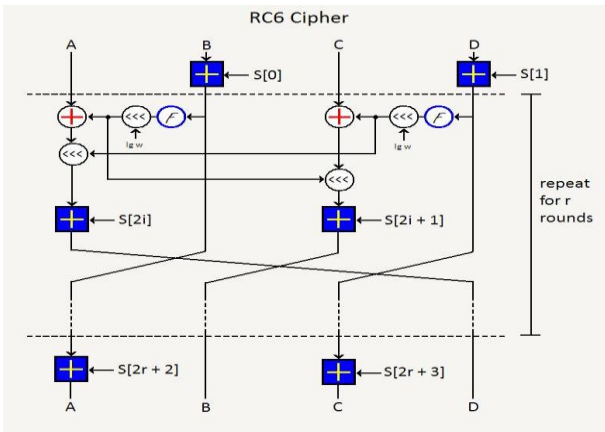 RC6 Cipher
A B C D
S[0] S[1]
<<< F <<< F
lg w lg w
<<< <<<
repeat
for r
rounds
S[2i] S[2i + 1]
S[2r + 2] S[2r + 3]
A B C D